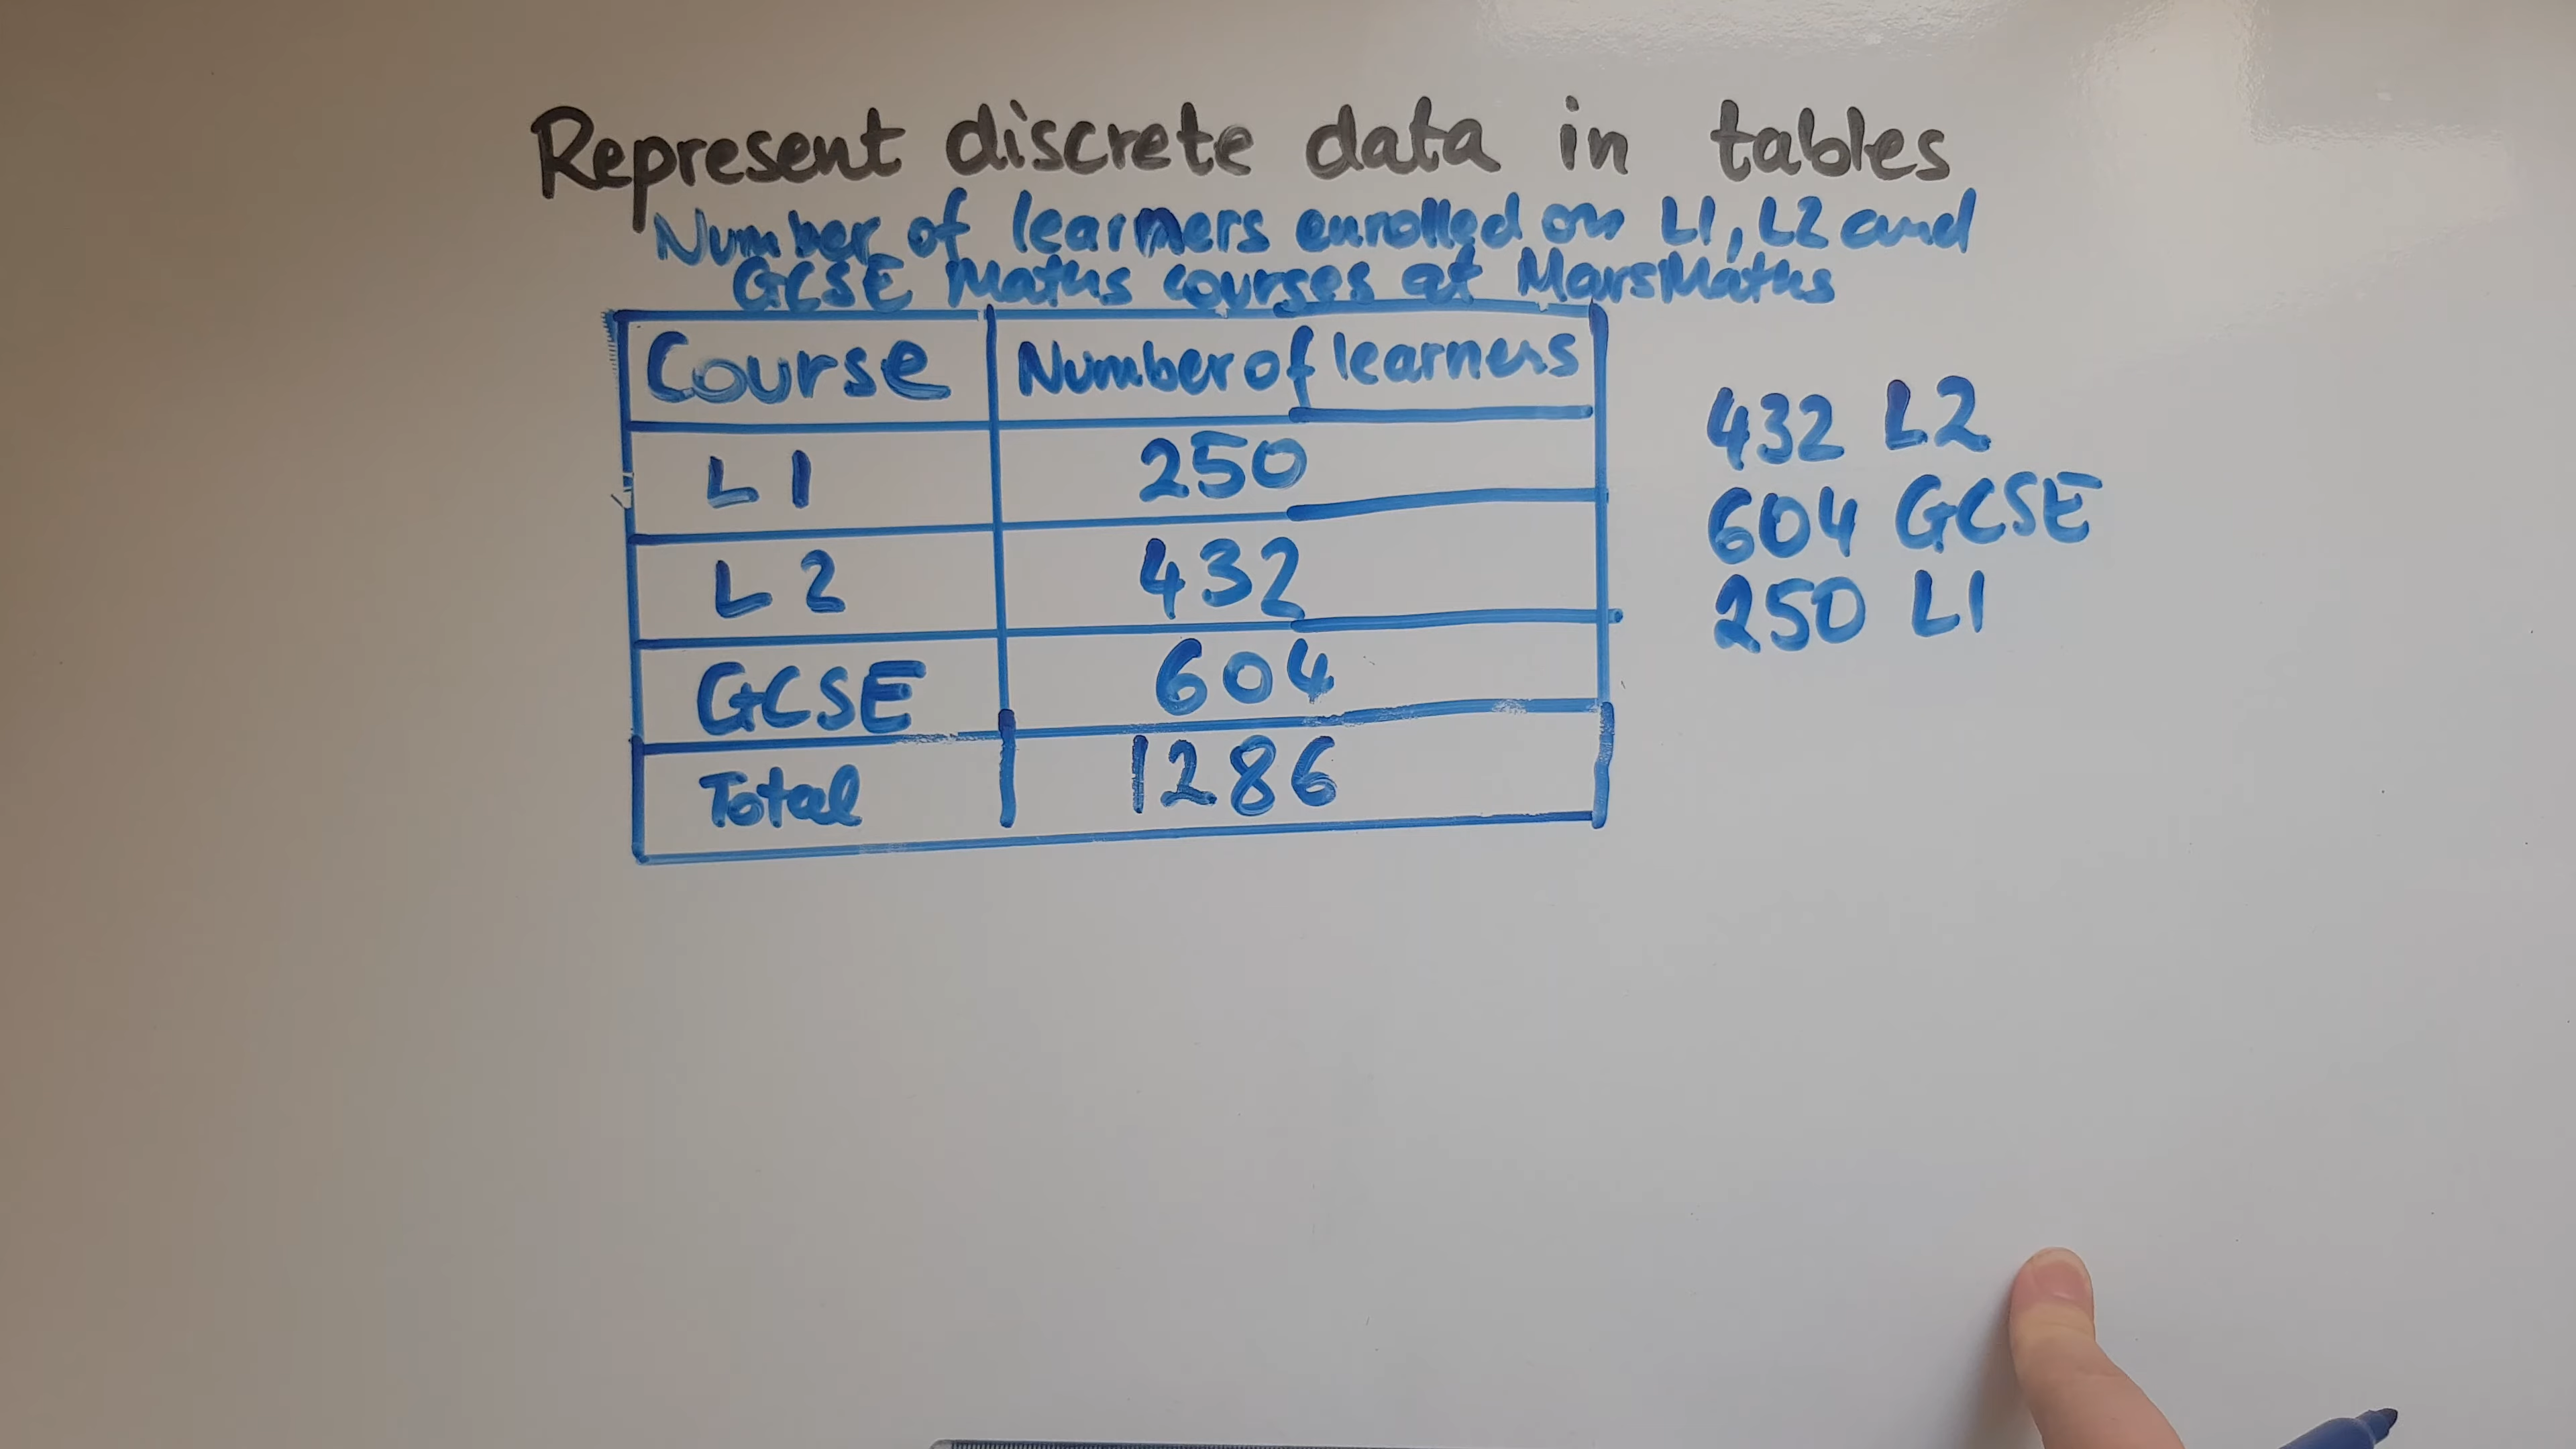 Represent discrete data in tables
Number of learners enrolled on L1, L2 and
GCSE Maths courses at MarsMaths
Course Number of learners
L1 250
L2 432
GCSE 604
Total 1286
432 L2
604 GCSE
250 L1